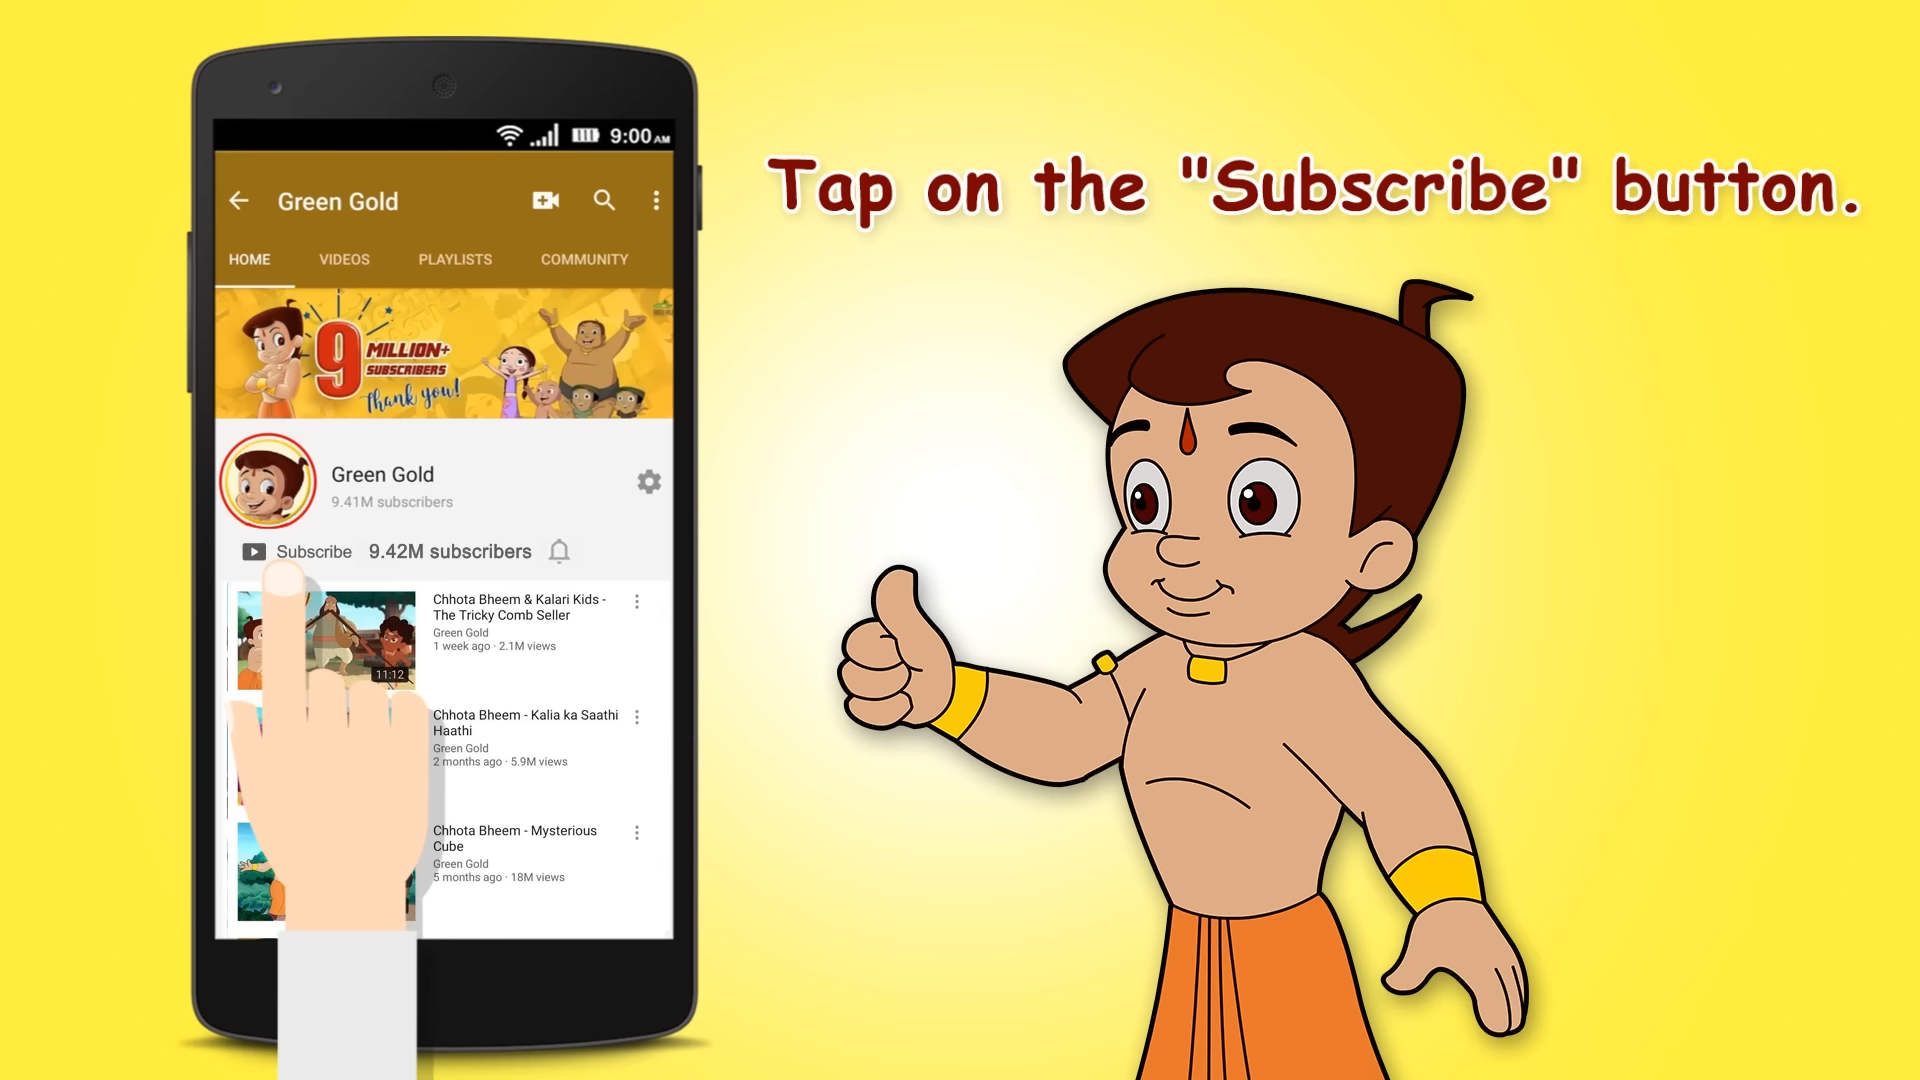 9:00 AM
Green Gold
HOME VIDEOS PLAYLISTS COMMUNITY
9 MILLION+
SUBSCRIBERS
Thank you!
Green Gold
9.41M subscribers
Subscribe 9.42M subscribers
Chhota Bheem & Kalari Kids -
The Tricky Comb Seller
Green Gold
1 week ago · 2.1M views
11:12
Chhota Bheem - Kalia ka Saathi
Haathi
Green Gold
2 months ago · 5.9M views
Chhota Bheem - Mysterious
Cube
Green Gold
5 months ago · 18M views
Tap on the "Subscribe" button.